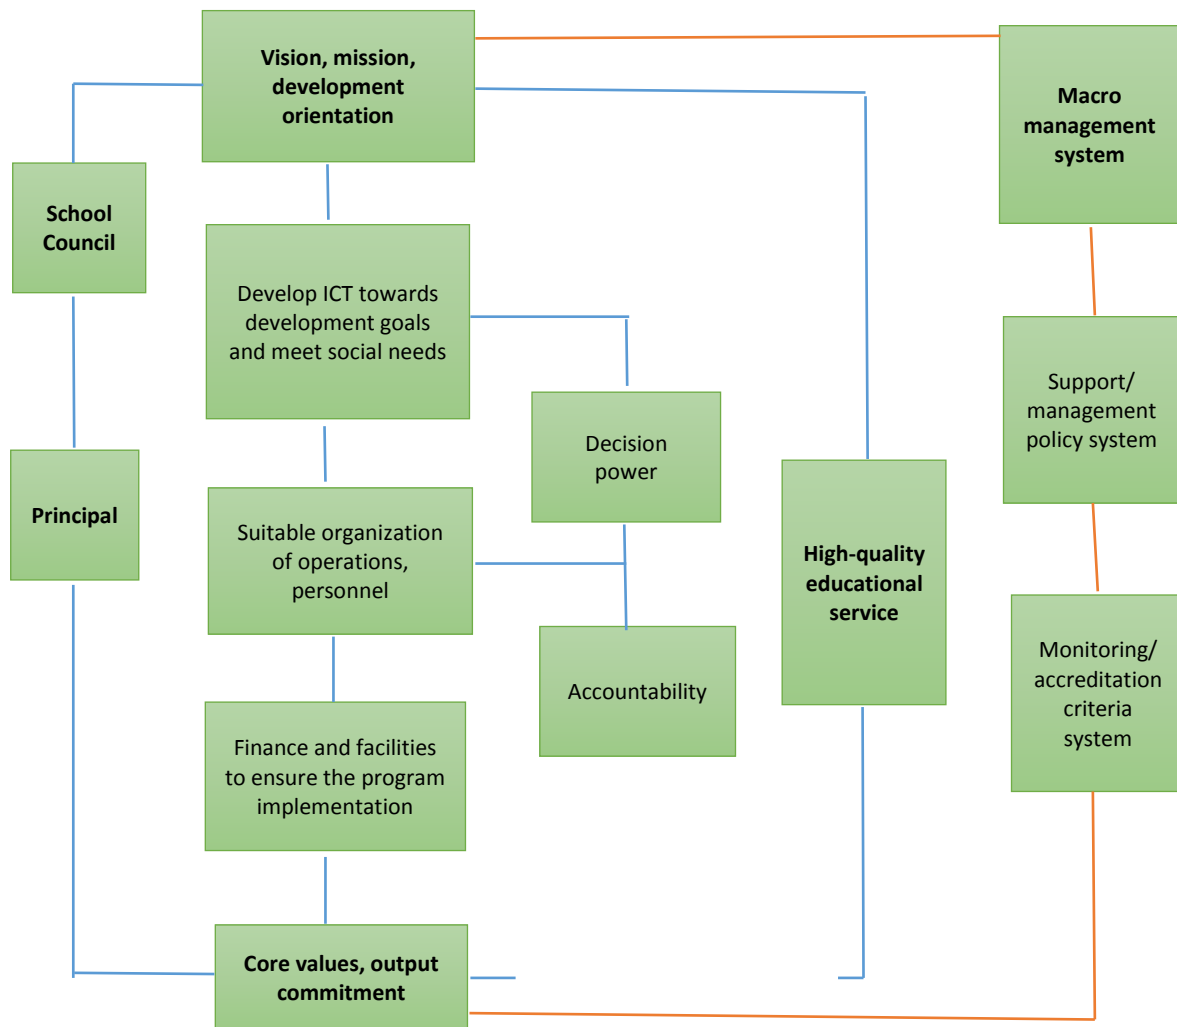 Vision, mission,
development
orientation
Macro
management
system
School
Council
Develop ICT towards
development goals
and meet social needs
Support/
management
policy system
Decision
power
Principal
Suitable organization
of operations,
personnel
High-quality
educational
service
Monitoring/
accreditation
criteria
system
Accountability
Finance and facilities
to ensure the program
implementation
Core values, output
commitment